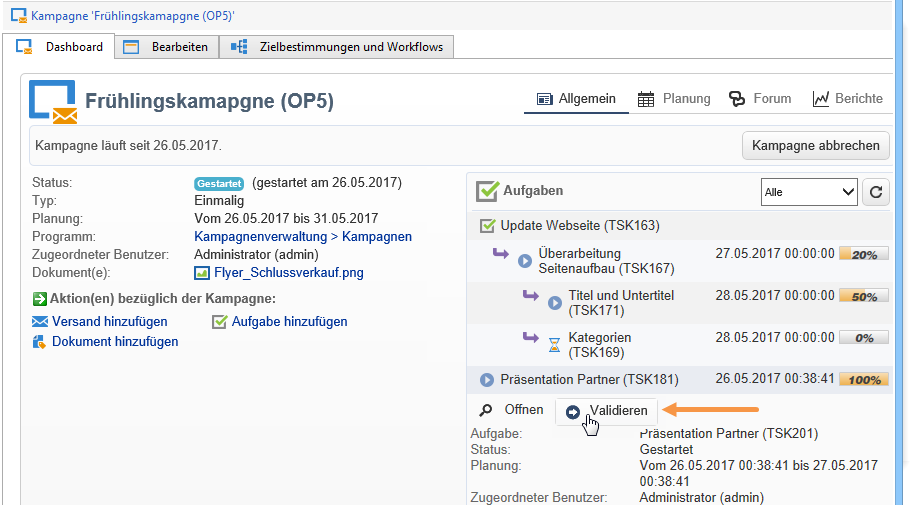 Kampagne 'Frühlingskamapgne (OP5)'
Dashboard Bearbeiten Zielbestimmungen und Workflows
Frühlingskamapgne (OP5)
Allgemein Planung Forum Berichte
Kampagne läuft seit 26.05.2017.
Kampagne abbrechen
Status: Gestartet (gestartet am 26.05.2017)
Typ: Einmalig
Planung: Vom 26.05.2017 bis 31.05.2017
Programm: Kampagnenverwaltung > Kampagnen
Zugeordneter Benutzer: Administrator (admin)
Dokument(e): Flyer_Schlussverkauf.png
Aktion(en) bezüglich der Kampagne:
Versand hinzufügen Aufgabe hinzufügen
Dokument hinzufügen
Aufgaben Alle
Update Webseite (TSK163)
Überarbeitung 27.05.2017 00:00:00 20%
Seitenaufbau (TSK167)
Titel und Untertitel 28.05.2017 00:00:00 50%
(TSK171)
Kategorien 28.05.2017 00:00:00 0%
(TSK169)
Präsentation Partner (TSK181) 26.05.2017 00:38:41 100%
Öffnen Validieren
Aufgabe: Präsentation Partner (TSK201)
Status: Gestartet
Planung: Vom 26.05.2017 00:38:41 bis 27.05.2017
00:38:41
Zugeordneter Benutzer: Administrator (admin)